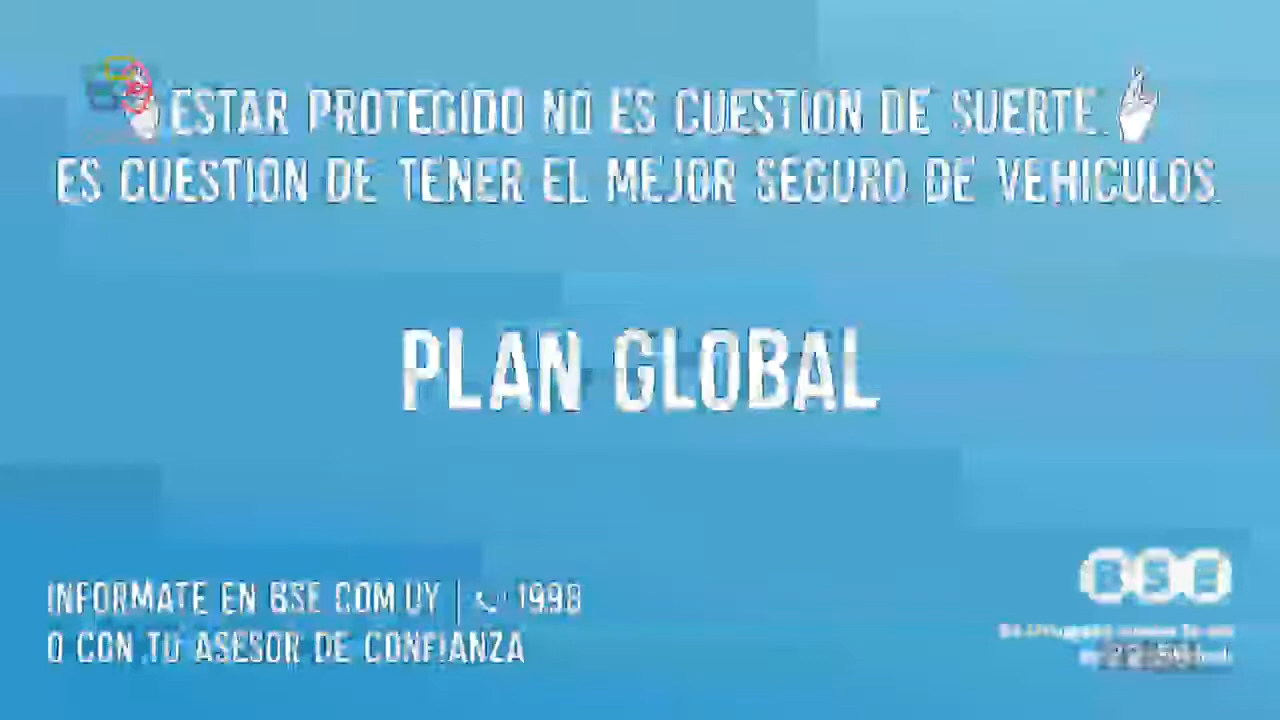 ESTAR PROTEGIDO NO ES CUESTION DE SUERTE.
ES CUESTION DE TENER EL MEJOR SEGURO DE VEHICULOS.
PLAN GLOBAL
INFORMATE EN BSE.COM.UY | 1998
O CON TU ASESOR DE CONFIANZA
BSE